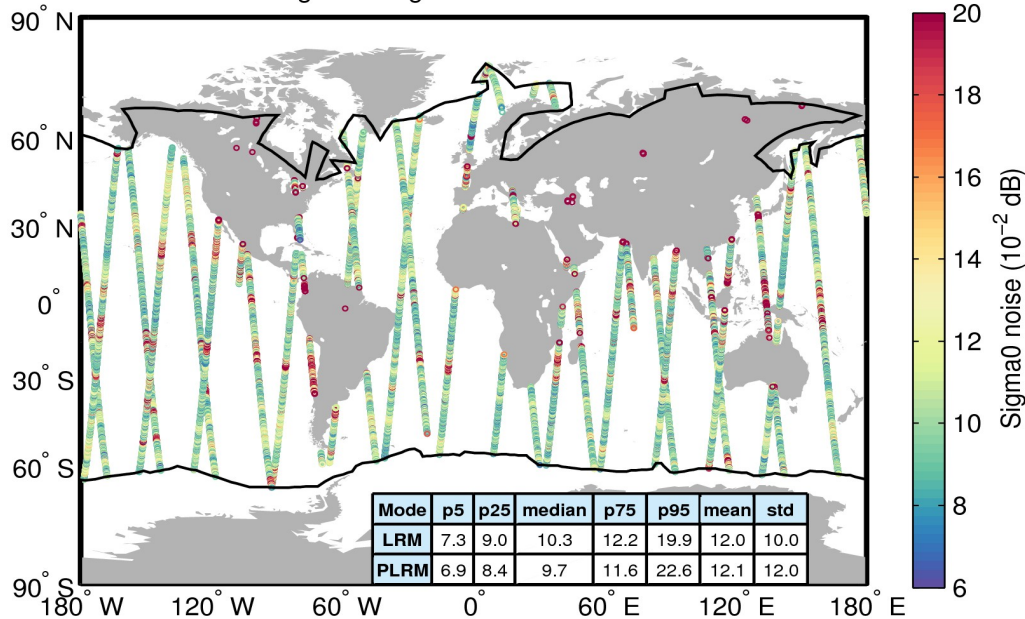 90° N
60° N
30° N
0°
30° S
60° S
90° S
180° W
120° W
60° W
0°
60° E
120° E
180° E
Mode p5 p25 median p75 p95 mean std
LRM 7.3 9.0 10.3 12.2 19.9 12.0 10.0
PLRM 6.9 8.4 9.7 11.6 22.6 12.1 12.0
20
18
16
14
12
10
8
6
Sigma0 noise (10⁻² dB)